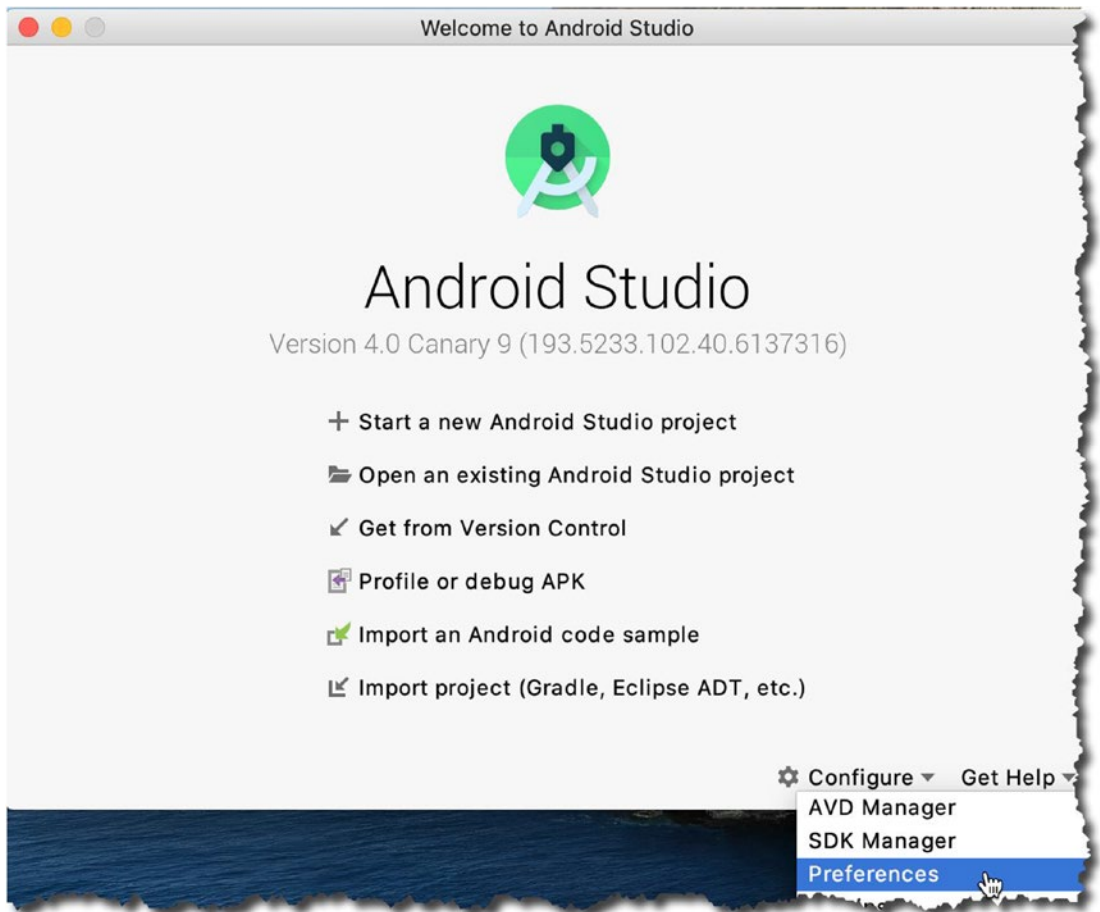 Welcome to Android Studio
Android Studio
Version 4.0 Canary 9 (193.5233.102.40.6137316)
Start a new Android Studio project
Open an existing Android Studio project
Get from Version Control
Profile or debug APK
Import an Android code sample
Import project (Gradle, Eclipse ADT, etc.)
Configure Get Help
AVD Manager
SDK Manager
Preferences